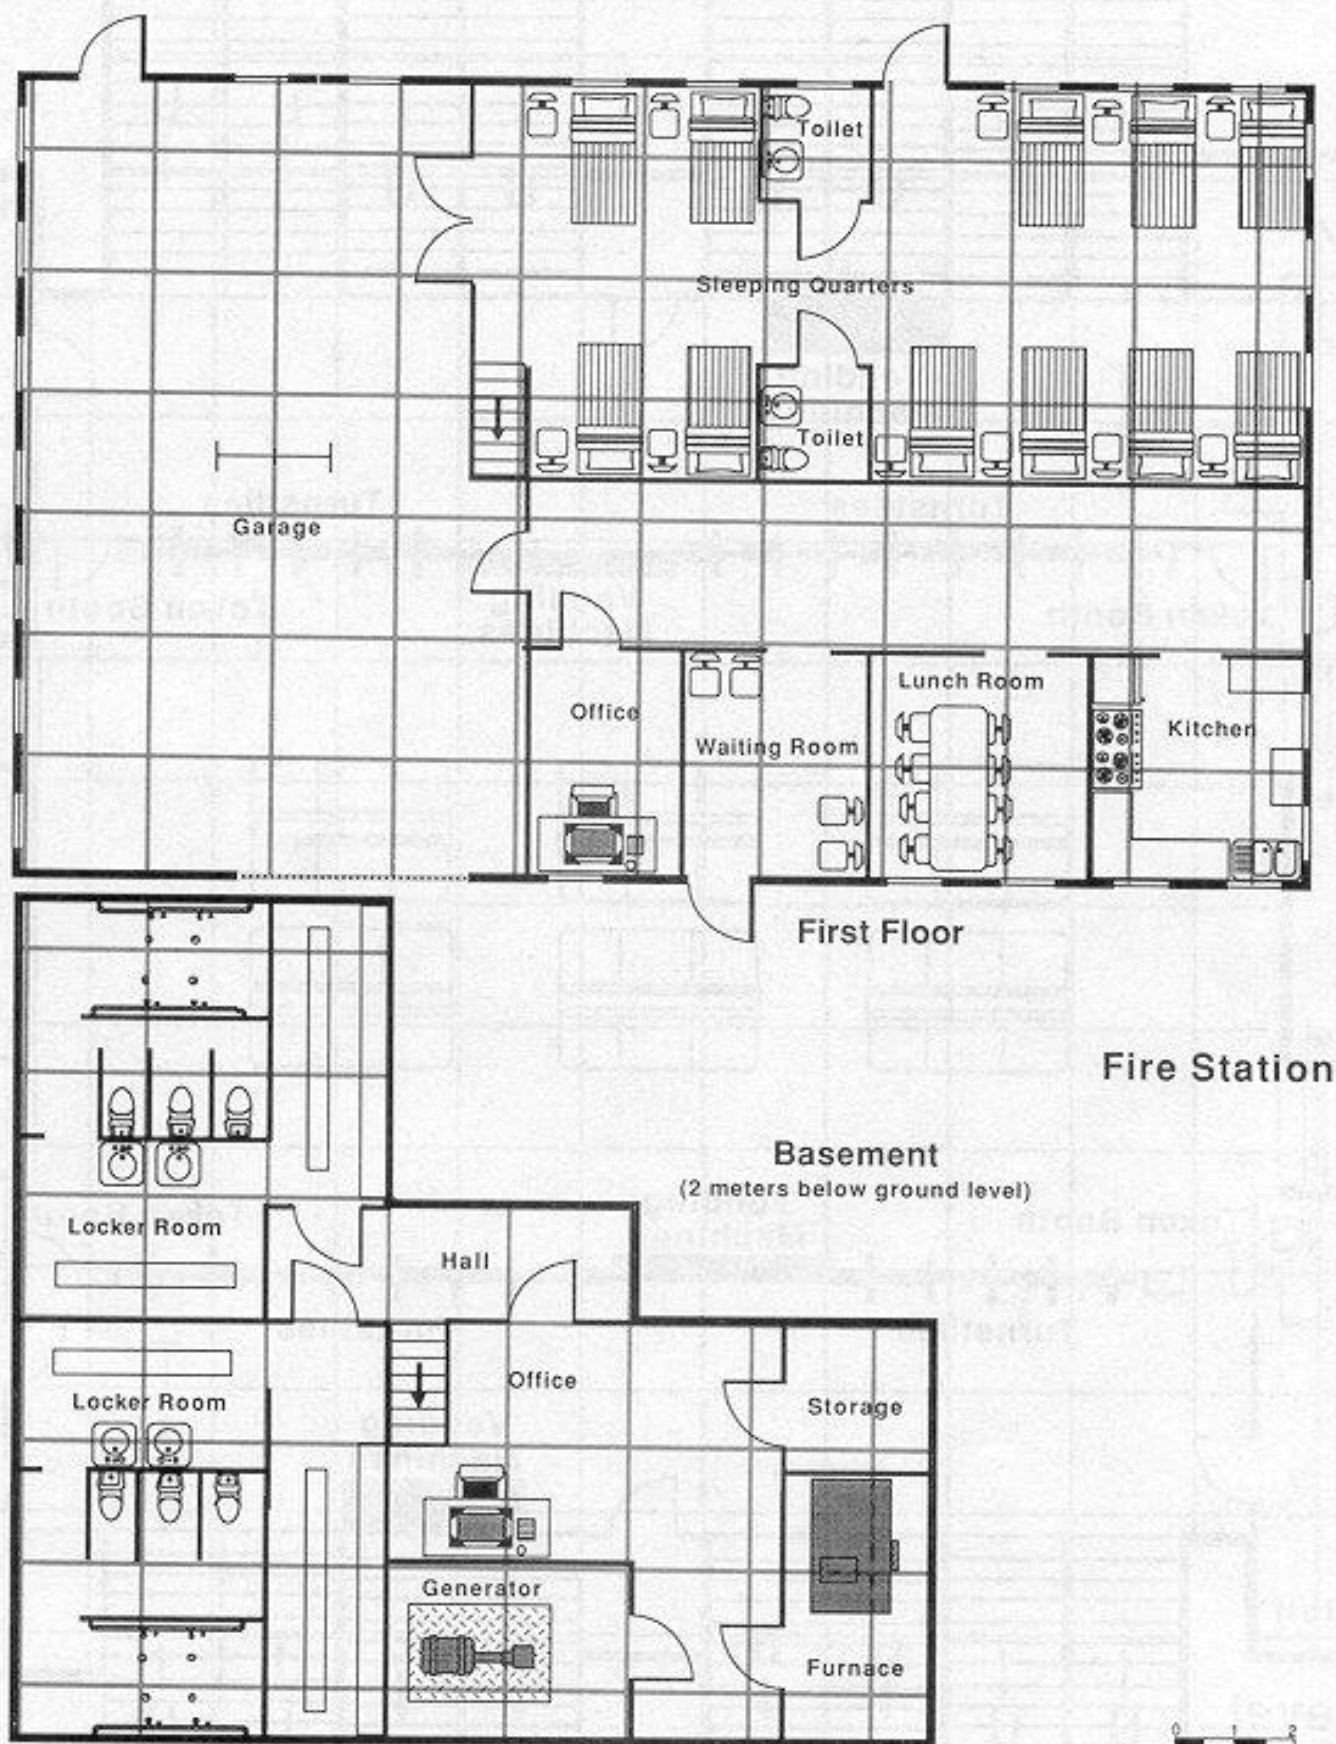 Toilet
Sleeping Quarters
Toilet
Garage
Lunch Room
Office
Kitchen
Waiting Room
First Floor
Fire Station
Basement
(2 meters below ground level)
Locker Room
Hall
Office
Locker Room
Storage
Generator
Furnace
0 1 2